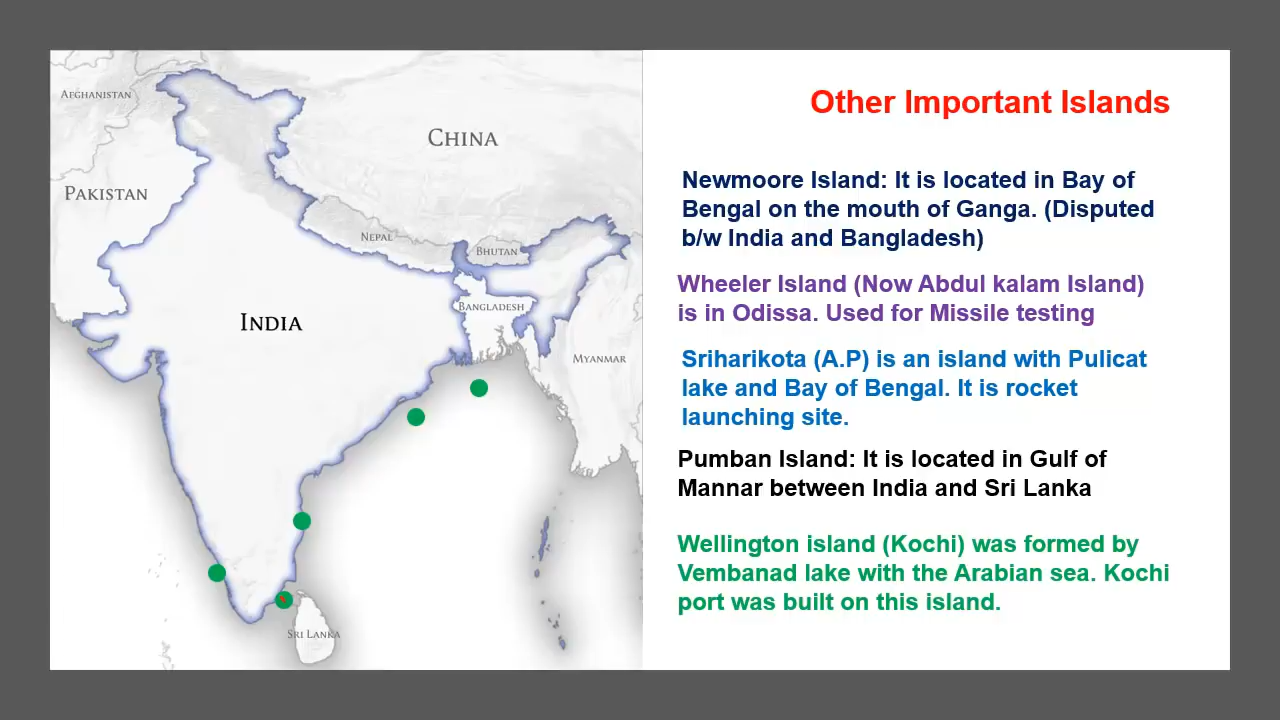 Other Important Islands
Newmoore Island: It is located in Bay of
Bengal on the mouth of Ganga. (Disputed
b/w India and Bangladesh)
Wheeler Island (Now Abdul kalam Island)
is in Odissa. Used for Missile testing
Sriharikota (A.P) is an island with Pulicat
lake and Bay of Bengal. It is rocket
launching site.
Pumban Island: It is located in Gulf of
Mannar between India and Sri Lanka
Wellington island (Kochi) was formed by
Vembanad lake with the Arabian sea. Kochi
port was built on this island.
AFGHANISTAN
CHINA
PAKISTAN
NEPAL
BHUTAN
BANGLADESH
INDIA
MYANMAR
SRI LANKA